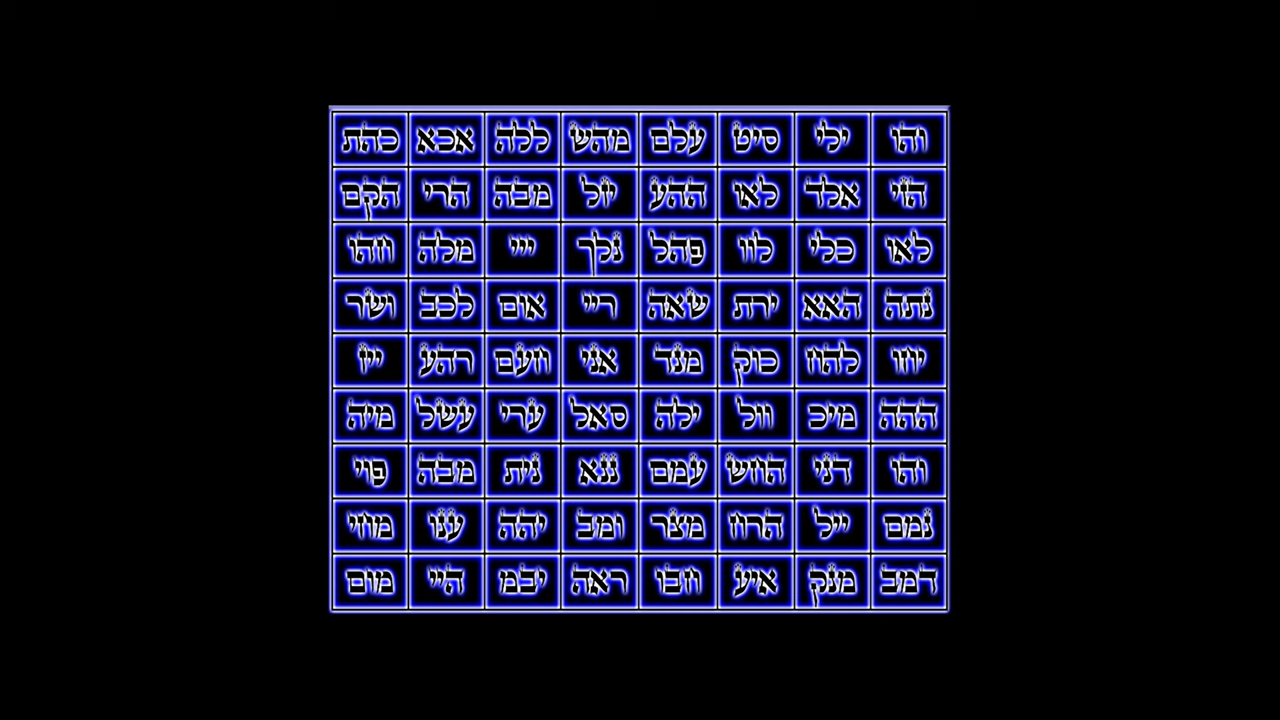 והו ילי סיט עלם מהש ללה אכא כהת
הזי אלד לאו ההע יזל מבה הרי הקם
לאו כלי לוו פהל נלך ייי מלה חהו
נתה האא ירת שאה ריי אום לכב ושר
יחו להח כוק מנד אני חעם רהע ייז
ההה מיכ וול ילה סאל ערי עשל מיה
והו דני החש עמם ננא נית מבה פוי
נמם ייל הרח מצר ומב יהה ענו מחי
דמב מנק איע חבו ראה יבמ היי מום